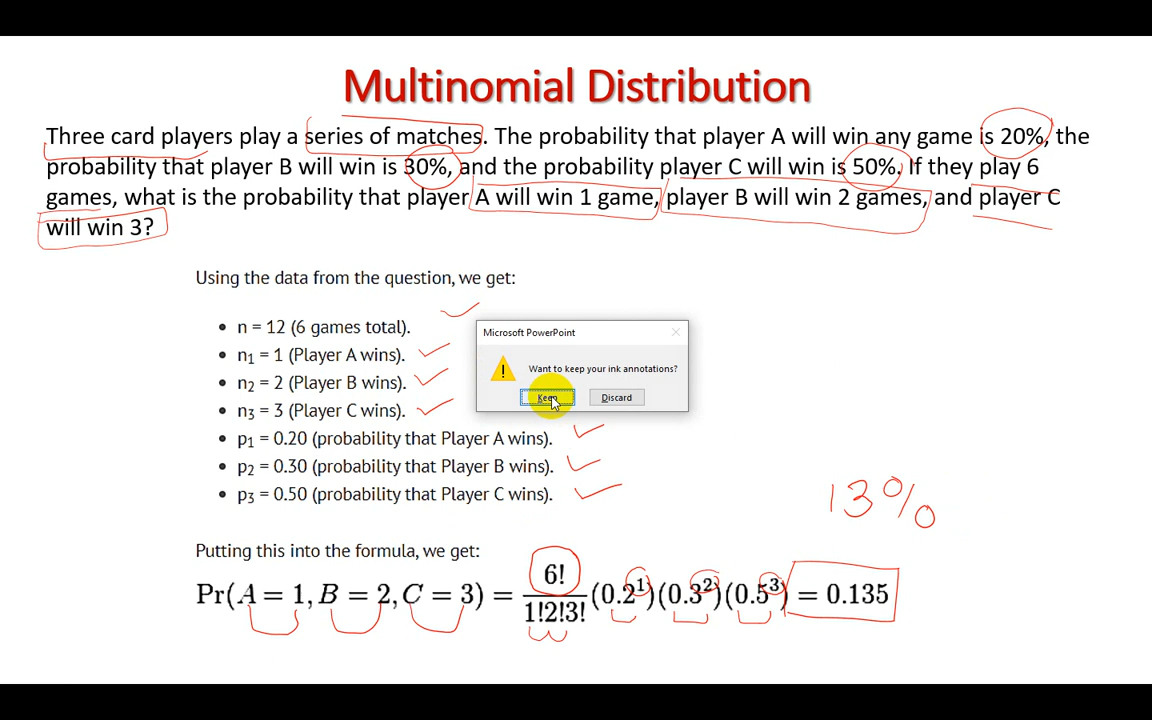 Multinomial Distribution
Three card players play a series of matches. The probability that player A will win any game is 20%, the
probability that player B will win is 30%, and the probability player C will win is 50%. If they play 6
games, what is the probability that player A will win 1 game, player B will win 2 games, and player C
will win 3?
Using the data from the question, we get:
• n = 12 (6 games total).
• n₁ = 1 (Player A wins).
• n₂ = 2 (Player B wins).
• n₃ = 3 (Player C wins).
• p₁ = 0.20 (probability that Player A wins).
• p₂ = 0.30 (probability that Player B wins).
• p₃ = 0.50 (probability that Player C wins).
Microsoft PowerPoint
Want to keep your ink annotations?
Keep Discard
13%
Putting this into the formula, we get:
Pr(A = 1, B = 2, C = 3) = 6!/1!2!3! (0.2¹)(0.3²)(0.5³) = 0.135